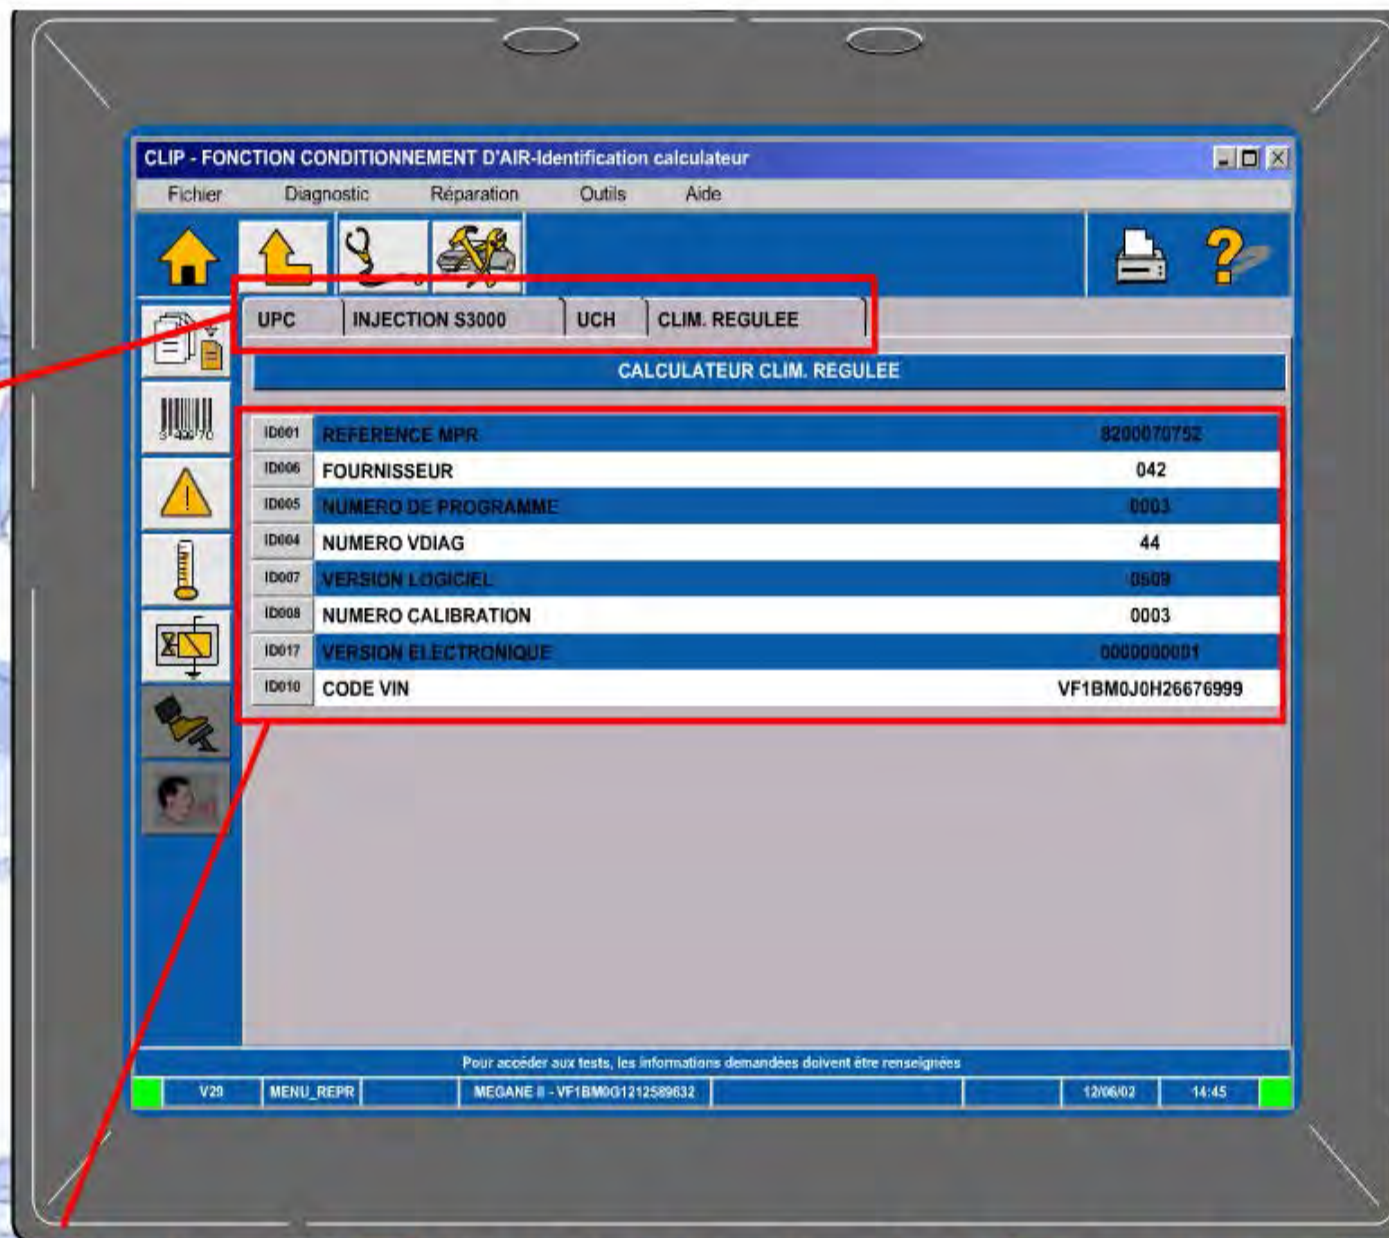 CLIP - FONCTION CONDITIONNEMENT D'AIR-Identification calculateur
Fichier Diagnostic Réparation Outils Aide
UPC INJECTION S3000 UCH CLIM. REGULEE
CALCULATEUR CLIM. REGULEE
ID001 REFERENCE MPR 8200070752
ID006 FOURNISSEUR 042
ID005 NUMERO DE PROGRAMME 0003
ID004 NUMERO VDIAG 44
ID007 VERSION LOGICIEL 0509
ID008 NUMERO CALIBRATION 0003
ID017 VERSION ELECTRONIQUE 0000000001
ID010 CODE VIN VF1BM0J0H26676999
Pour accéder aux tests, les informations demandées doivent être renseignées
V29 MENU_REPR MEGANE II - VF1BM0G1212589632 12/06/02 14:45